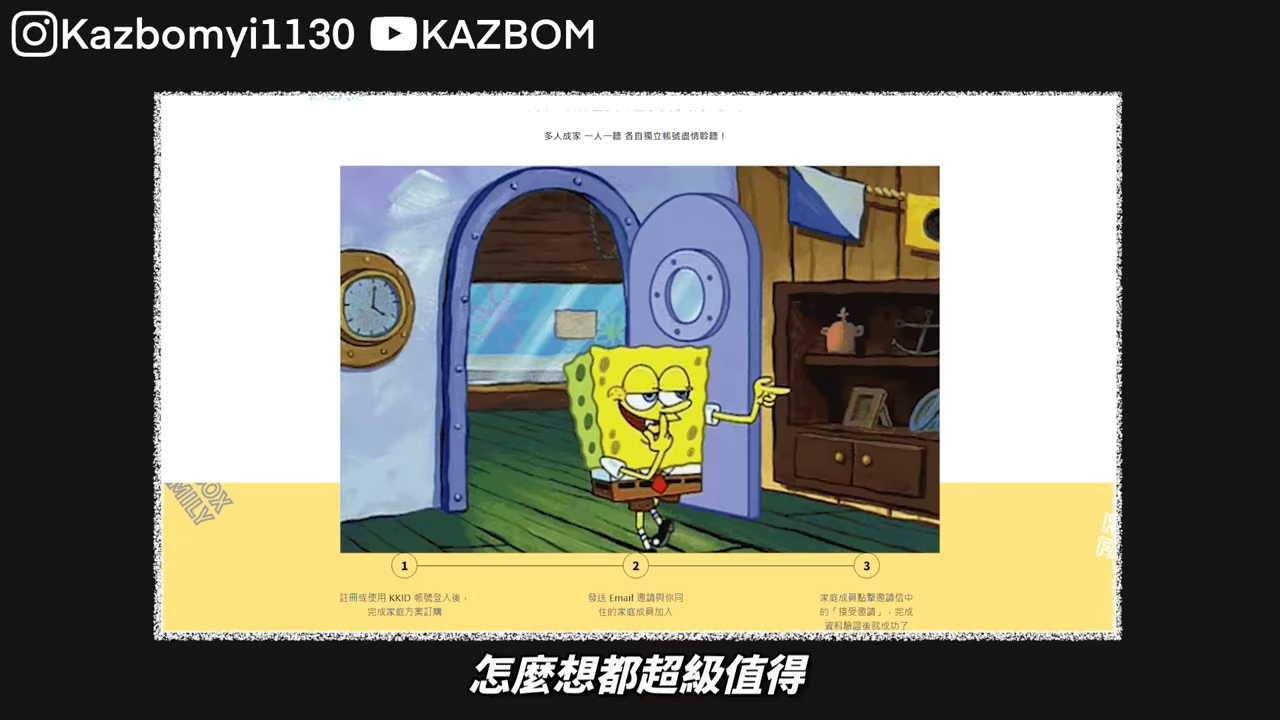 Kazbomyi1130 KAZBOM
多人成家 一人一聽 各自獨立帳號盡情聆聽！
1 2 3
註冊或使用 KKID 帳號登入後，
完成家庭方案訂購
發送 Email 邀請與你同
住的家庭成員加入
家庭成員點擊邀請信中
的「接受邀請」，完成
資料驗證後就成功了
怎麼想都超級值得